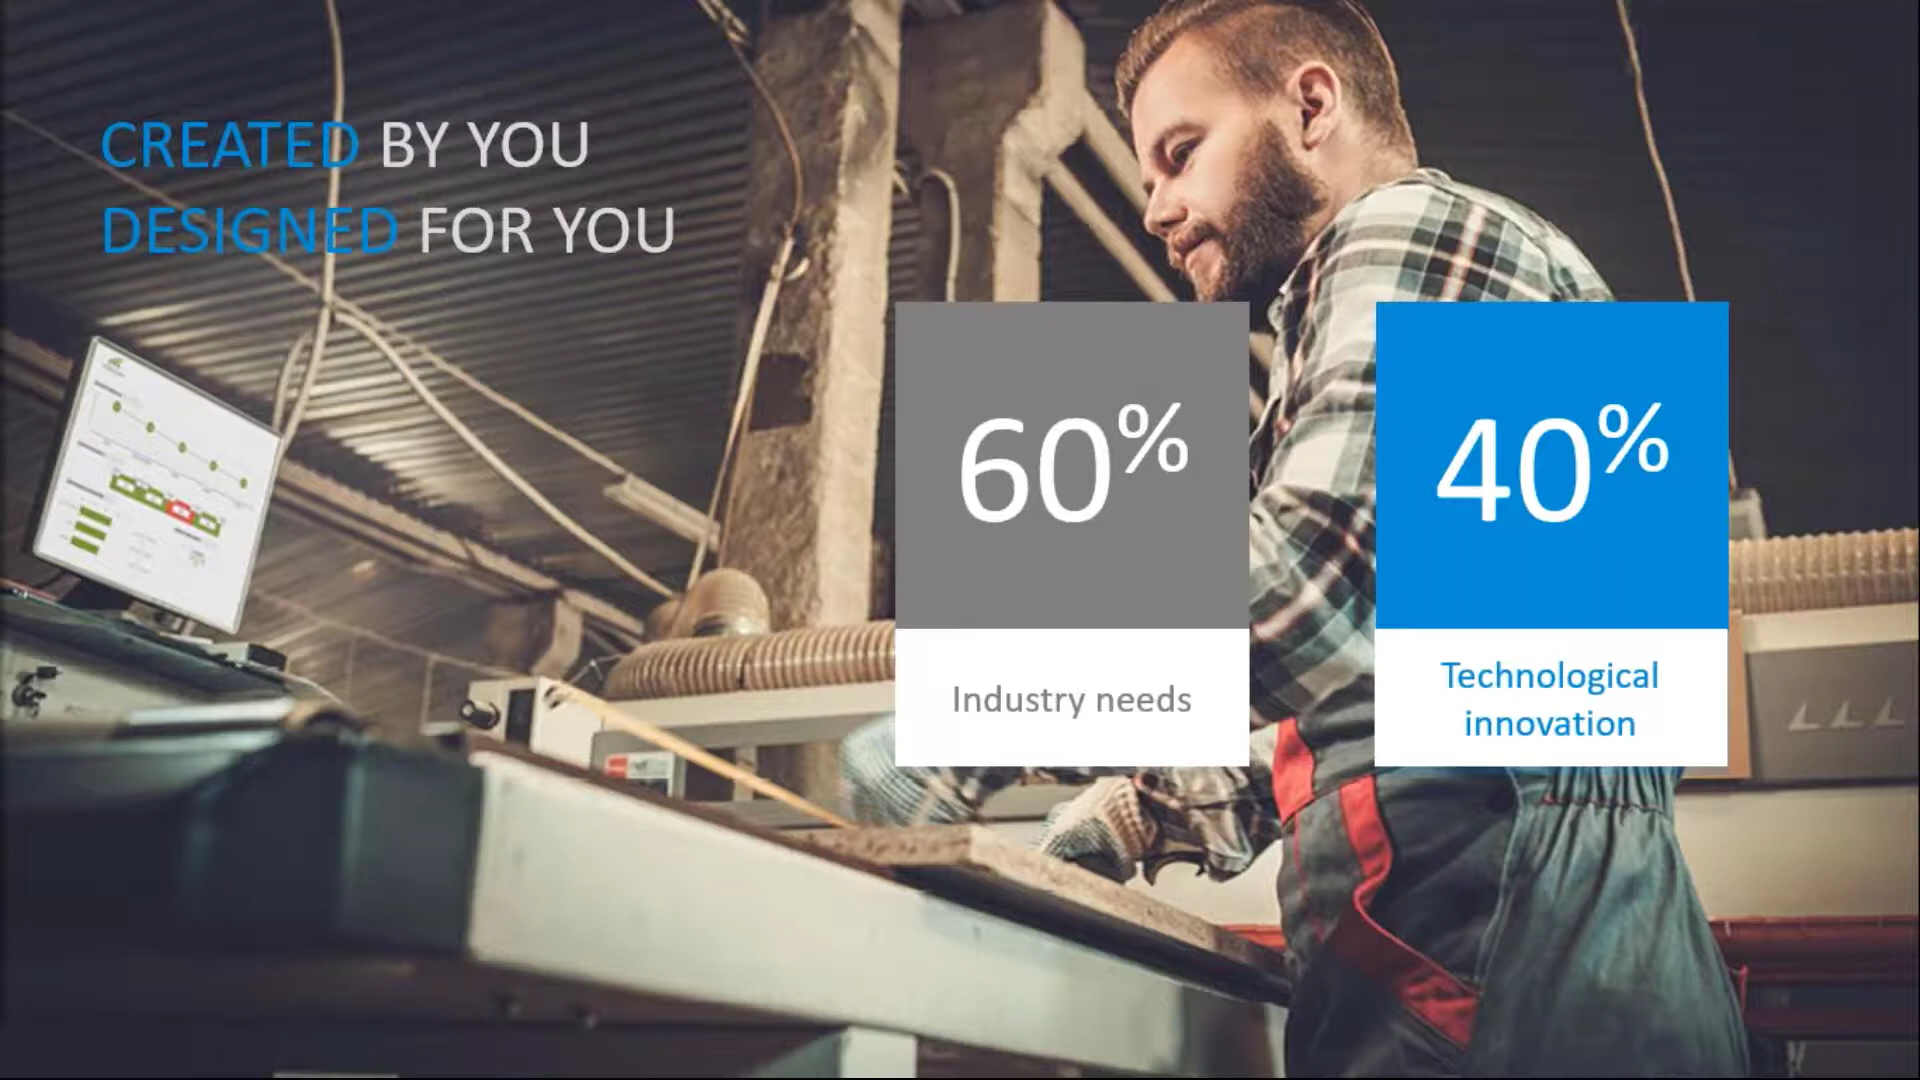 CREATED BY YOU
DESIGNED FOR YOU
60%
Industry needs
40%
Technological
innovation